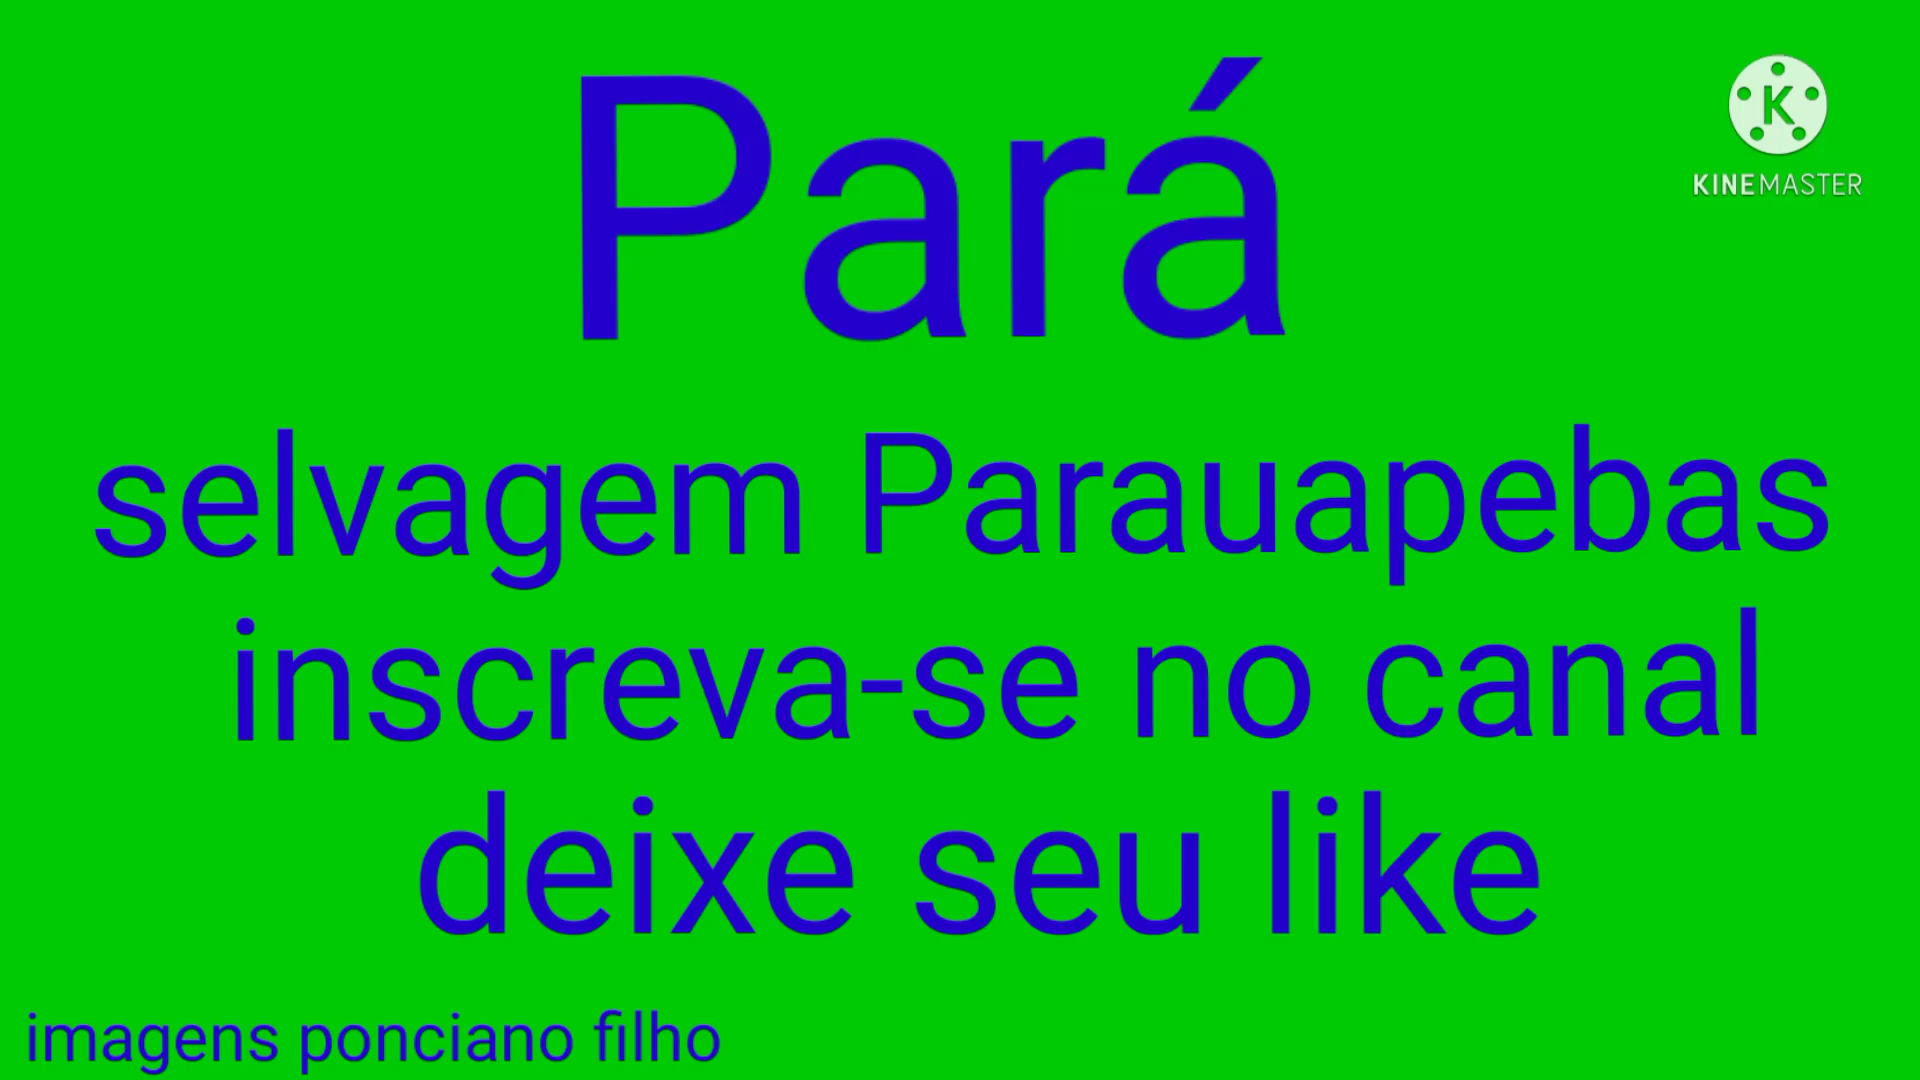 Pará
K
KINEMASTER
selvagem Parauapebas
inscreva-se no canal
deixe seu like
imagens ponciano filho